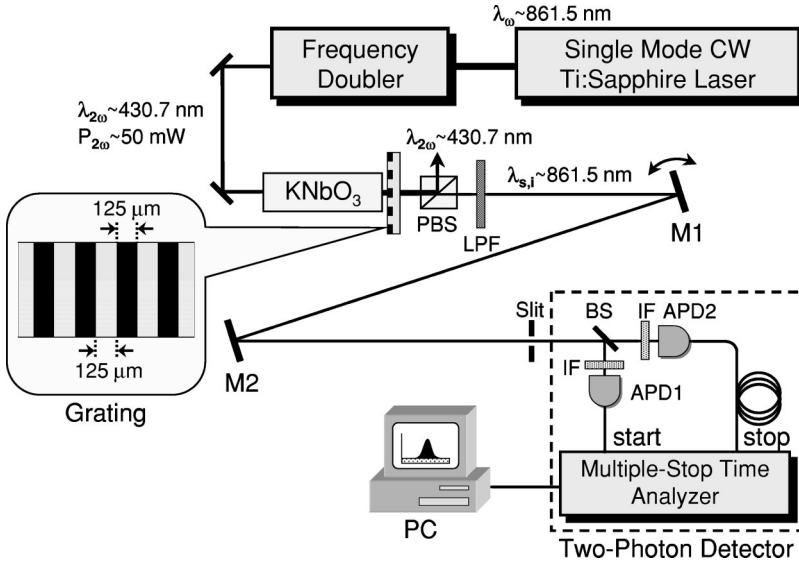 λω~861.5 nm
Frequency
Doubler
Single Mode CW
Ti:Sapphire Laser
λ2ω~430.7 nm
P2ω~50 mW
λ2ω~430.7 nm
λs,i~861.5 nm
KNbO3
PBS
LPF
M1
125 μm
125 μm
Grating
M2
Slit
BS
IF
APD2
IF
APD1
start
stop
Multiple-Stop Time
Analyzer
PC
Two-Photon Detector